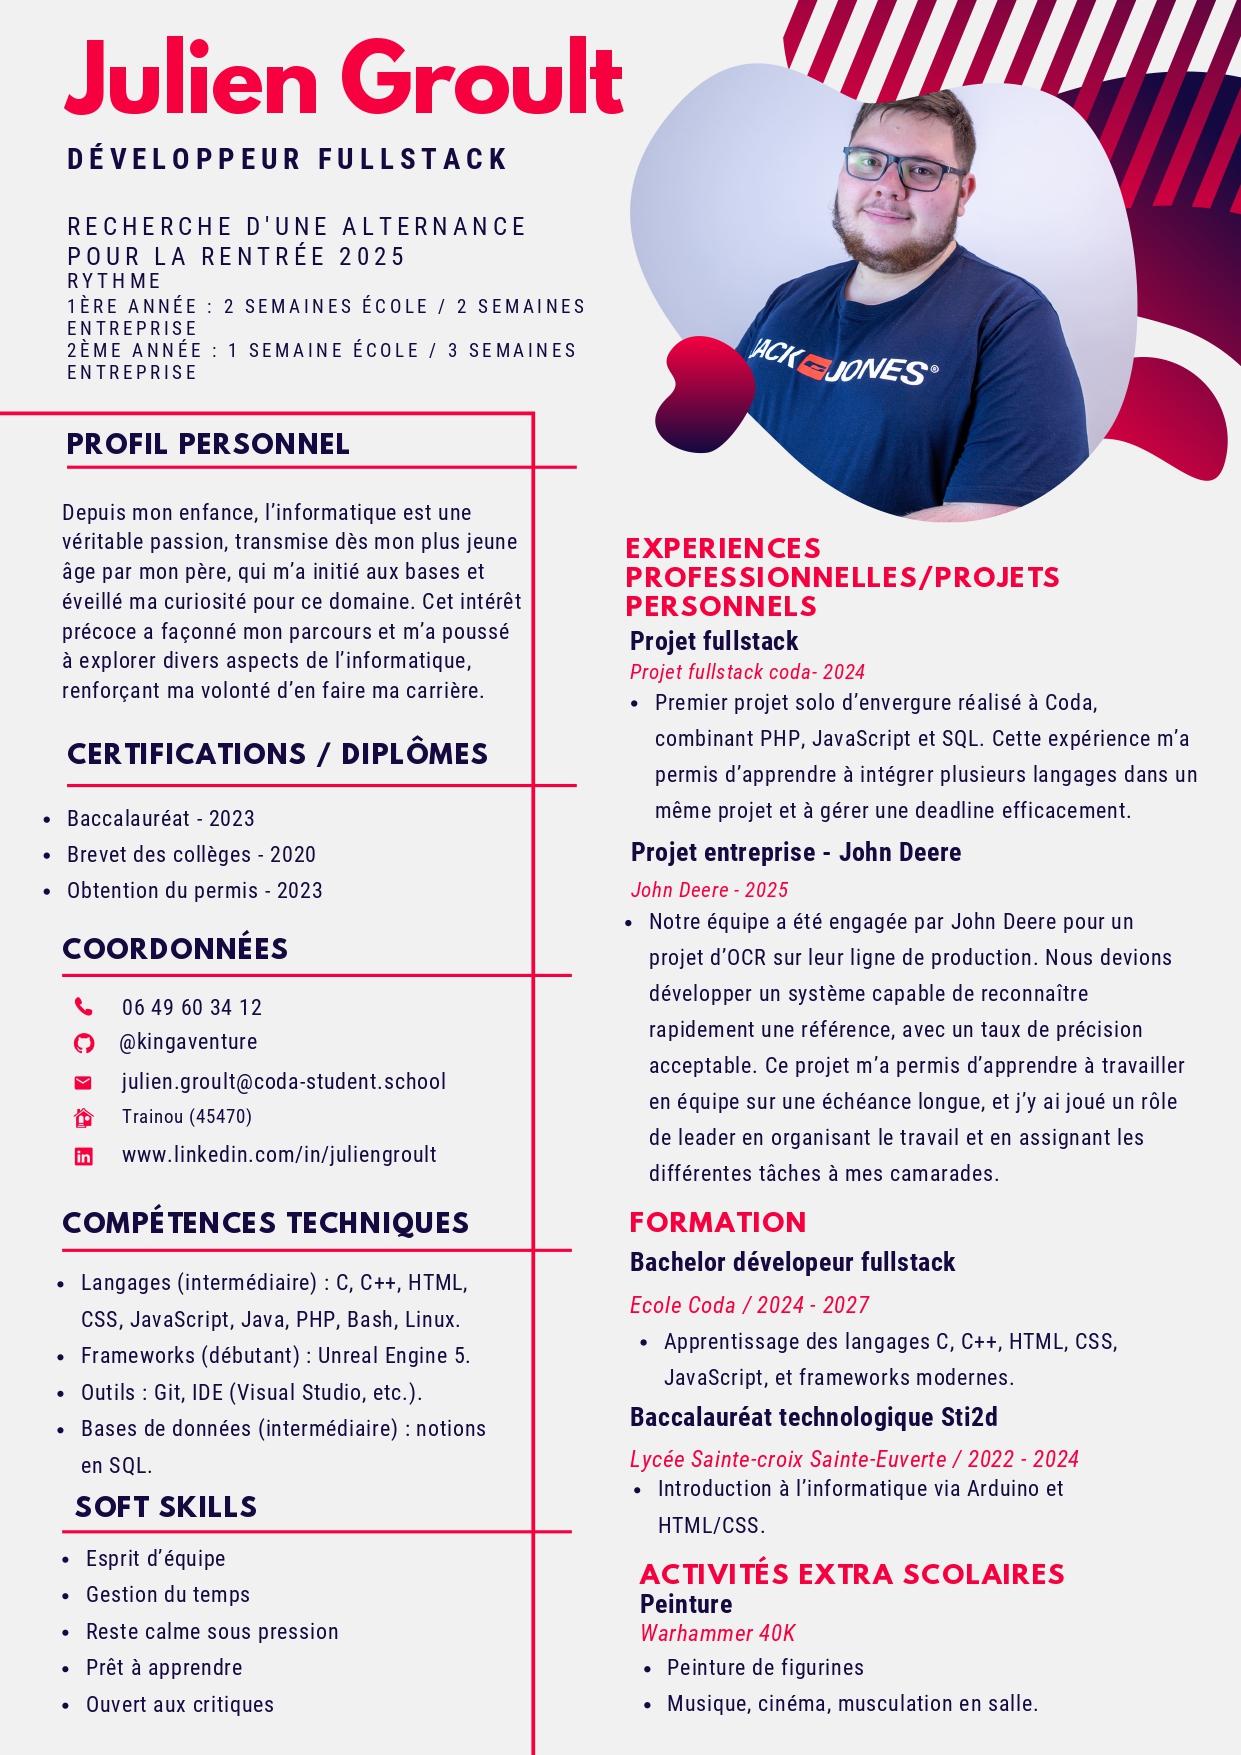 Julien Groult
DÉVELOPPEUR FULLSTACK
RECHERCHE D'UNE ALTERNANCE
POUR LA RENTRÉE 2025
RYTHME
1ÈRE ANNÉE : 2 SEMAINES ÉCOLE / 2 SEMAINES
ENTREPRISE
2ÈME ANNÉE : 1 SEMAINE ÉCOLE / 3 SEMAINES
ENTREPRISE
JACK JONES®
PROFIL PERSONNEL
Depuis mon enfance, l’informatique est une
véritable passion, transmise dès mon plus jeune
âge par mon père, qui m’a initié aux bases et
éveillé ma curiosité pour ce domaine. Cet intérêt
précoce a façonné mon parcours et m’a poussé
à explorer divers aspects de l’informatique,
renforçant ma volonté d’en faire ma carrière.
CERTIFICATIONS / DIPLÔMES
• Baccalauréat - 2023
• Brevet des collèges - 2020
• Obtention du permis - 2023
COORDONNÉES
06 49 60 34 12
@kingaventure
julien.groult@coda-student.school
Trainou (45470)
www.linkedin.com/in/juliengroult
COMPÉTENCES TECHNIQUES
• Langages (intermédiaire) : C, C++, HTML,
CSS, JavaScript, Java, PHP, Bash, Linux.
• Frameworks (débutant) : Unreal Engine 5.
• Outils : Git, IDE (Visual Studio, etc.).
• Bases de données (intermédiaire) : notions
en SQL.
SOFT SKILLS
• Esprit d’équipe
• Gestion du temps
• Reste calme sous pression
• Prêt à apprendre
• Ouvert aux critiques
EXPERIENCES
PROFESSIONNELLES/PROJETS
PERSONNELS
Projet fullstack
Projet fullstack coda- 2024
• Premier projet solo d’envergure réalisé à Coda,
combinant PHP, JavaScript et SQL. Cette expérience m’a
permis d’apprendre à intégrer plusieurs langages dans un
même projet et à gérer une deadline efficacement.
Projet entreprise - John Deere
John Deere - 2025
• Notre équipe a été engagée par John Deere pour un
projet d’OCR sur leur ligne de production. Nous devions
développer un système capable de reconnaître
rapidement une référence, avec un taux de précision
acceptable. Ce projet m’a permis d’apprendre à travailler
en équipe sur une échéance longue, et j’y ai joué un rôle
de leader en organisant le travail et en assignant les
différentes tâches à mes camarades.
FORMATION
Bachelor dévelopeur fullstack
Ecole Coda / 2024 - 2027
• Apprentissage des langages C, C++, HTML, CSS,
JavaScript, et frameworks modernes.
Baccalauréat technologique Sti2d
Lycée Sainte-croix Sainte-Euverte / 2022 - 2024
• Introduction à l’informatique via Arduino et
HTML/CSS.
ACTIVITÉS EXTRA SCOLAIRES
Peinture
Warhammer 40K
• Peinture de figurines
• Musique, cinéma, musculation en salle.